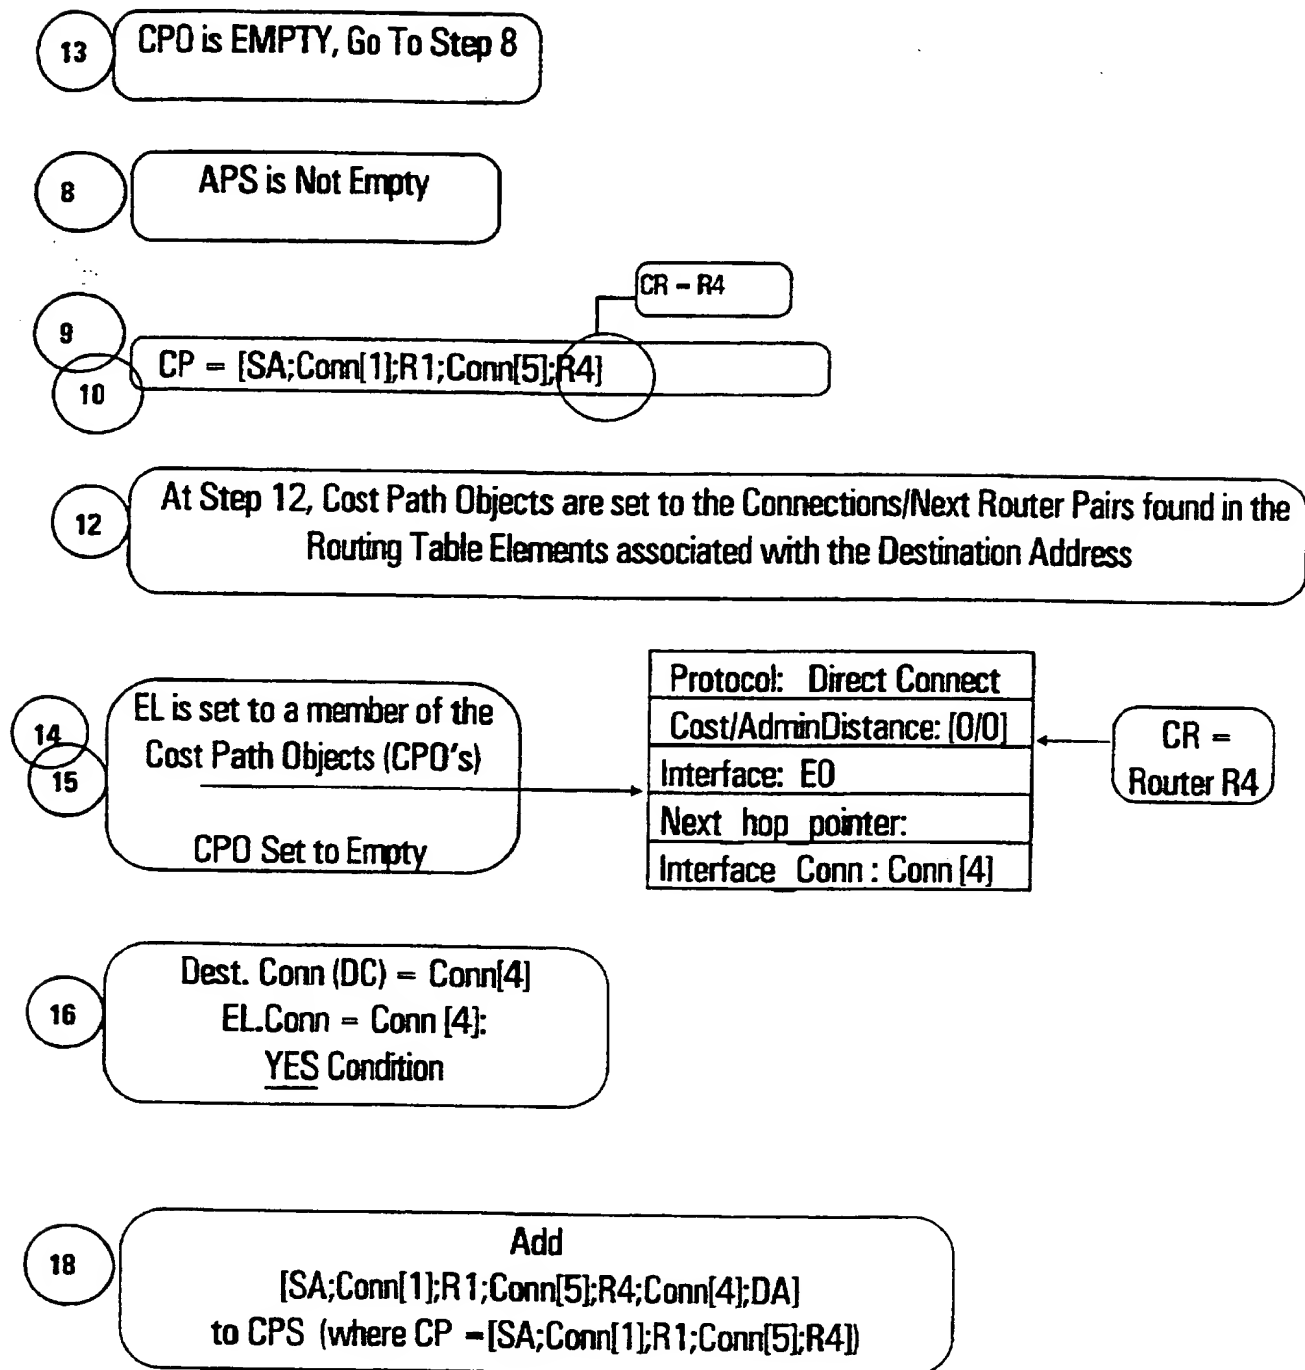 13
CPO is EMPTY, Go To Step 8
8
APS is Not Empty
CR – R4
9
10
CP = [SA;Conn[1];R1;Conn[5];R4]
12
At Step 12, Cost Path Objects are set to the Connections/Next Router Pairs found in the
Routing Table Elements associated with the Destination Address
14
15
EL is set to a member of the
Cost Path Objects (CPO's)
CPO Set to Empty
Protocol: Direct Connect
Cost/AdminDistance: [0/0]
Interface: E0
Next hop pointer:
Interface Conn : Conn [4]
CR =
Router R4
16
Dest. Conn (DC) = Conn[4]
EL.Conn = Conn [4]:
YES Condition
18
Add
[SA;Conn[1];R1;Conn[5];R4;Conn[4];DA]
to CPS (where CP –[SA;Conn[1];R1;Conn[5];R4])